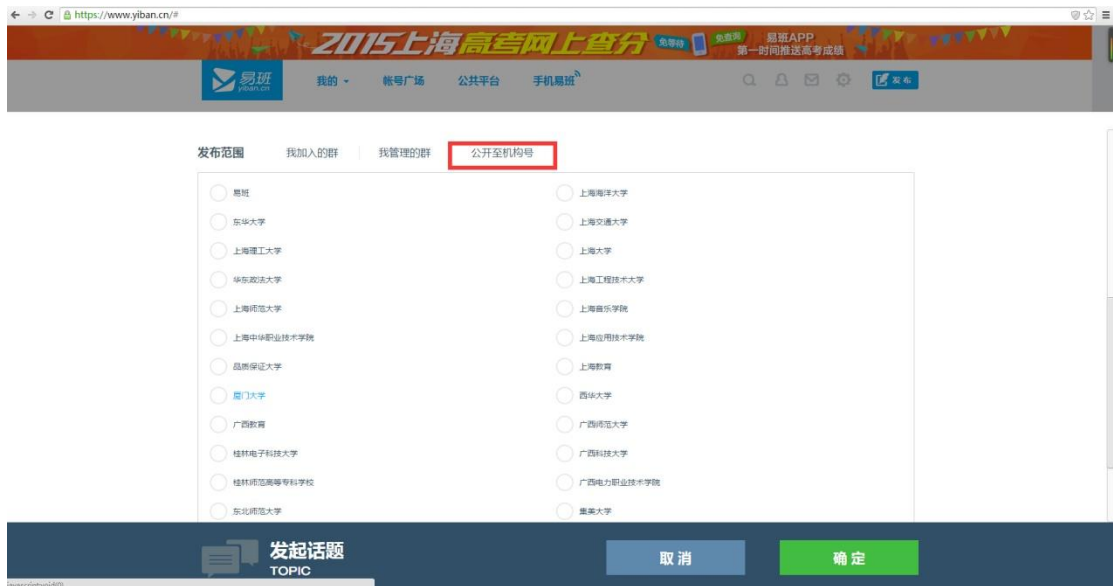 https://www.yiban.cn/#
2015上海高考网上查分 免等待 免查询 易班APP
第一时间推送高考成绩
易班
yiban.cn
我的 帐号广场 公共平台 手机易班 发布
发布范围 我加入的群 我管理的群 公开至机构号
易班 上海海洋大学
东华大学 上海交通大学
上海理工大学 上海大学
华东政法大学 上海工程技术大学
上海师范大学 上海音乐学院
上海中华职业技术学院 上海应用技术学院
品质保证大学 上海教育
厦门大学 西华大学
广西教育 广西师范大学
桂林电子科技大学 广西科技大学
桂林师范高等专科学校 广西电力职业技术学院
东北师范大学 集美大学
发起话题 取消 确定
TOPIC